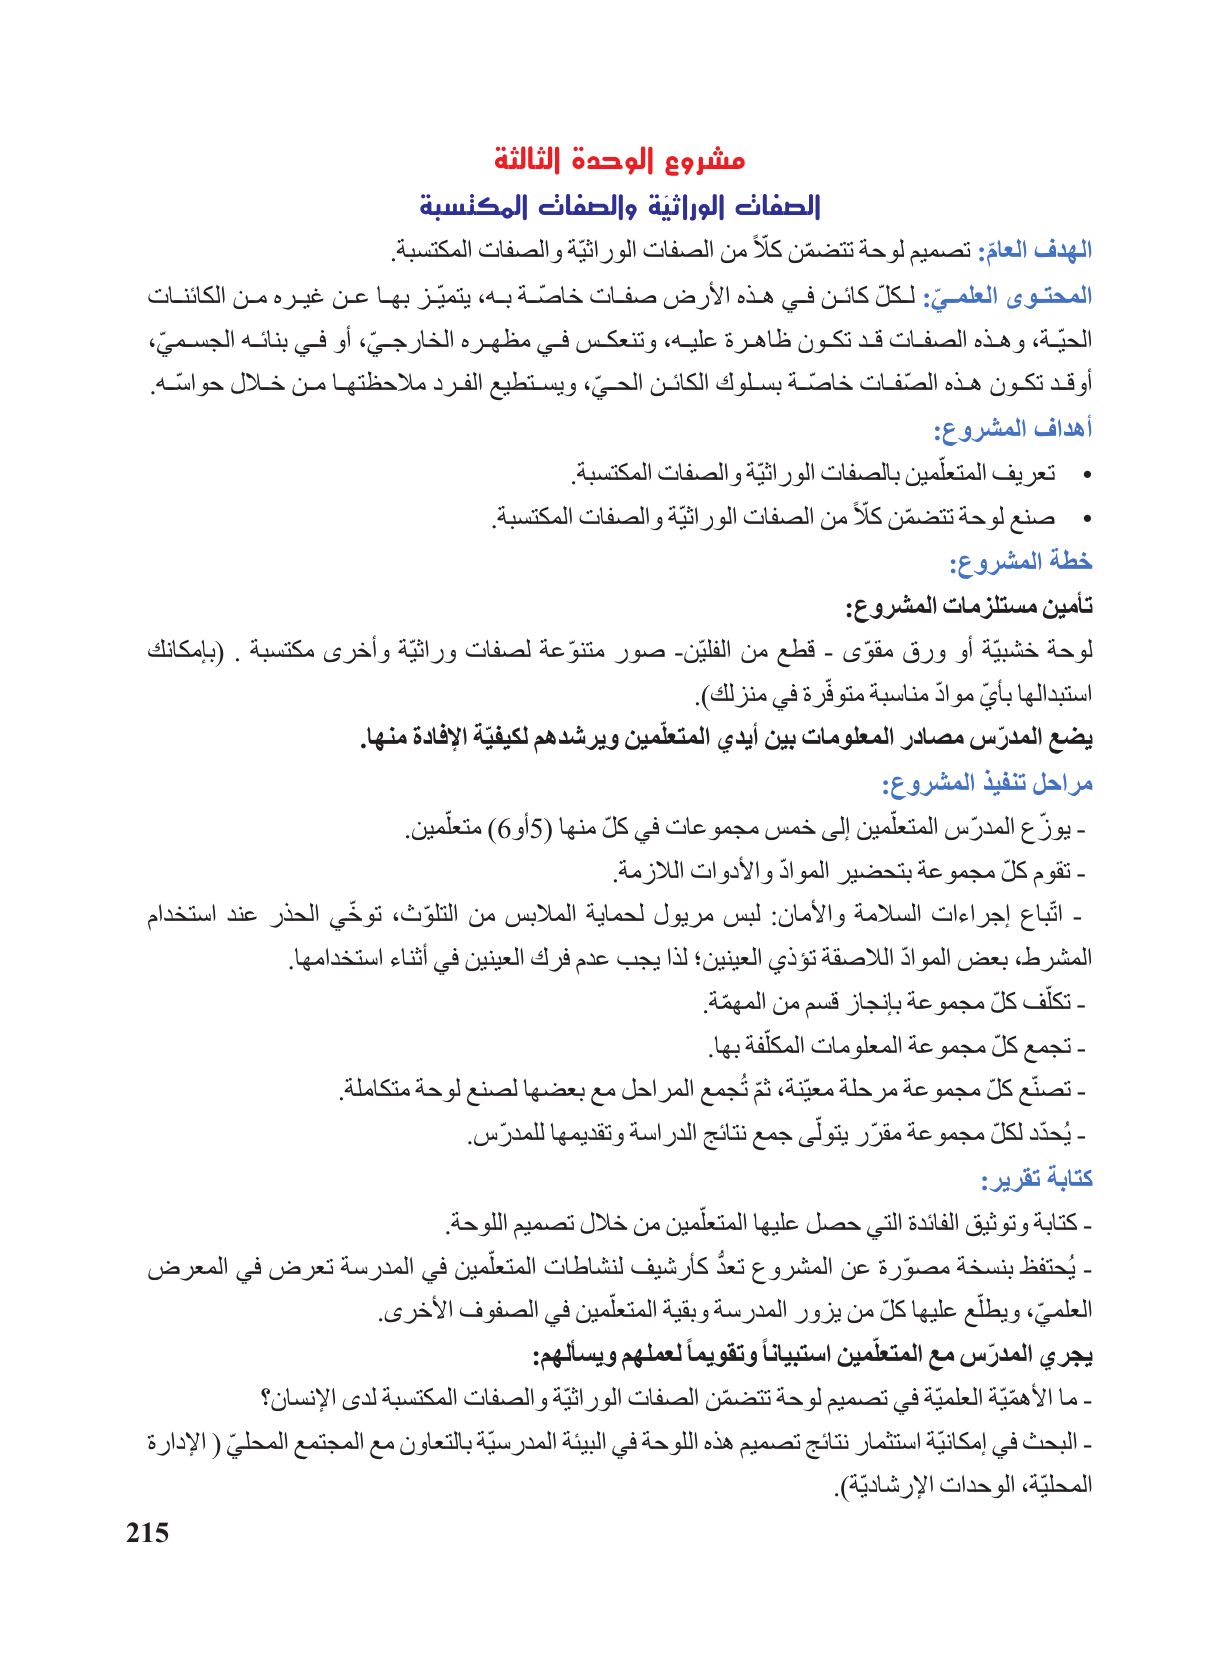 مشروع الوحدة الثالثة
الصفات الوراثيّة والصفات المكتسبة
الهدف العامّ: تصميم لوحة تتضمّن كلّاً من الصفات الوراثيّة والصفات المكتسبة.
المحتوى العلميّ: لكلّ كائن في هذه الأرض صفات خاصّة به، يتميّز بها عن غيره من الكائنات
الحيّة، وهذه الصفات قد تكون ظاهرة عليه، وتنعكس في مظهره الخارجيّ، أو في بنائه الجسميّ،
أوقد تكون هذه الصّفات خاصّة بسلوك الكائن الحيّ، ويستطيع الفرد ملاحظتها من خلال حواسّه.
أهداف المشروع:
• تعريف المتعلّمين بالصفات الوراثيّة والصفات المكتسبة.
• صنع لوحة تتضمّن كلّاً من الصفات الوراثيّة والصفات المكتسبة.
خطة المشروع:
تأمين مستلزمات المشروع:
لوحة خشبيّة أو ورق مقوّى - قطع من الفليّن- صور متنوّعة لصفات وراثيّة وأخرى مكتسبة . (بإمكانك
استبدالها بأيّ موادّ مناسبة متوفّرة في منزلك).
يضع المدرّس مصادر المعلومات بين أيدي المتعلّمين ويرشدهم لكيفيّة الإفادة منها.
مراحل تنفيذ المشروع:
- يوزّع المدرّس المتعلّمين إلى خمس مجموعات في كلّ منها (5أو6) متعلّمين.
- تقوم كلّ مجموعة بتحضير الموادّ والأدوات اللازمة.
- اتّباع إجراءات السلامة والأمان: لبس مريول لحماية الملابس من التلوّث، توخّي الحذر عند استخدام
المشرط، بعض الموادّ اللاصقة تؤذي العينين؛ لذا يجب عدم فرك العينين في أثناء استخدامها.
- تكلّف كلّ مجموعة بإنجاز قسم من المهمّة.
- تجمع كلّ مجموعة المعلومات المكلّفة بها.
- تصنّع كلّ مجموعة مرحلة معيّنة، ثمّ تُجمع المراحل مع بعضها لصنع لوحة متكاملة.
- يُحدّد لكلّ مجموعة مقرّر يتولّى جمع نتائج الدراسة وتقديمها للمدرّس.
كتابة تقرير:
- كتابة وتوثيق الفائدة التي حصل عليها المتعلّمين من خلال تصميم اللوحة.
- يُحتفظ بنسخة مصوّرة عن المشروع تعدُّ كأرشيف لنشاطات المتعلّمين في المدرسة تعرض في المعرض
العلميّ، ويطلّع عليها كلّ من يزور المدرسة وبقية المتعلّمين في الصفوف الأخرى.
يجري المدرّس مع المتعلّمين استبياناً وتقويماً لعملهم ويسألهم:
- ما الأهمّيّة العلميّة في تصميم لوحة تتضمّن الصفات الوراثيّة والصفات المكتسبة لدى الإنسان؟
- البحث في إمكانيّة استثمار نتائج تصميم هذه اللوحة في البيئة المدرسيّة بالتعاون مع المجتمع المحليّ ( الإدارة
المحليّة، الوحدات الإرشاديّة).
215